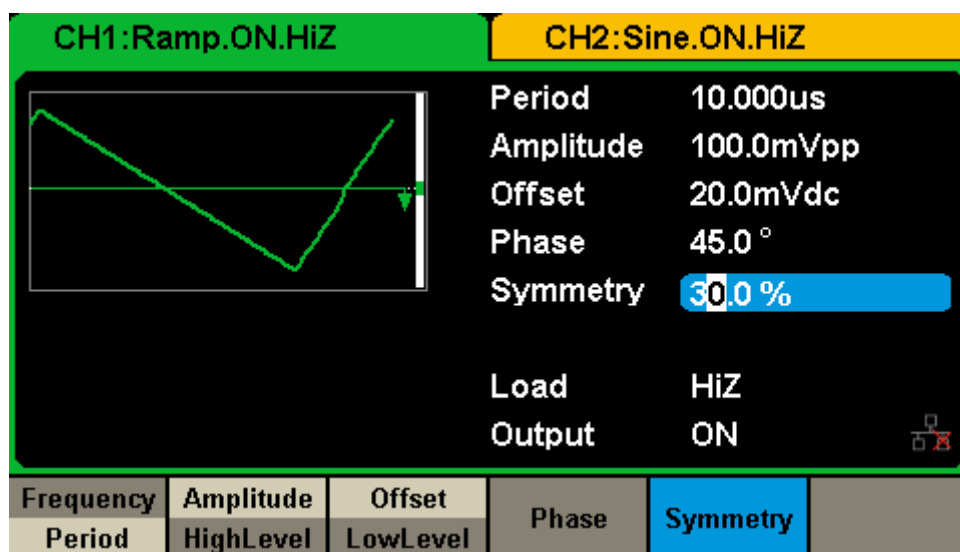 CH1:Ramp.ON.HiZ
CH2:Sine.ON.HiZ
Period 10.000us
Amplitude 100.0mVpp
Offset 20.0mVdc
Phase 45.0 °
Symmetry 30.0 %
Load HiZ
Output ON
Frequency Amplitude Offset Phase Symmetry
Period HighLevel LowLevel